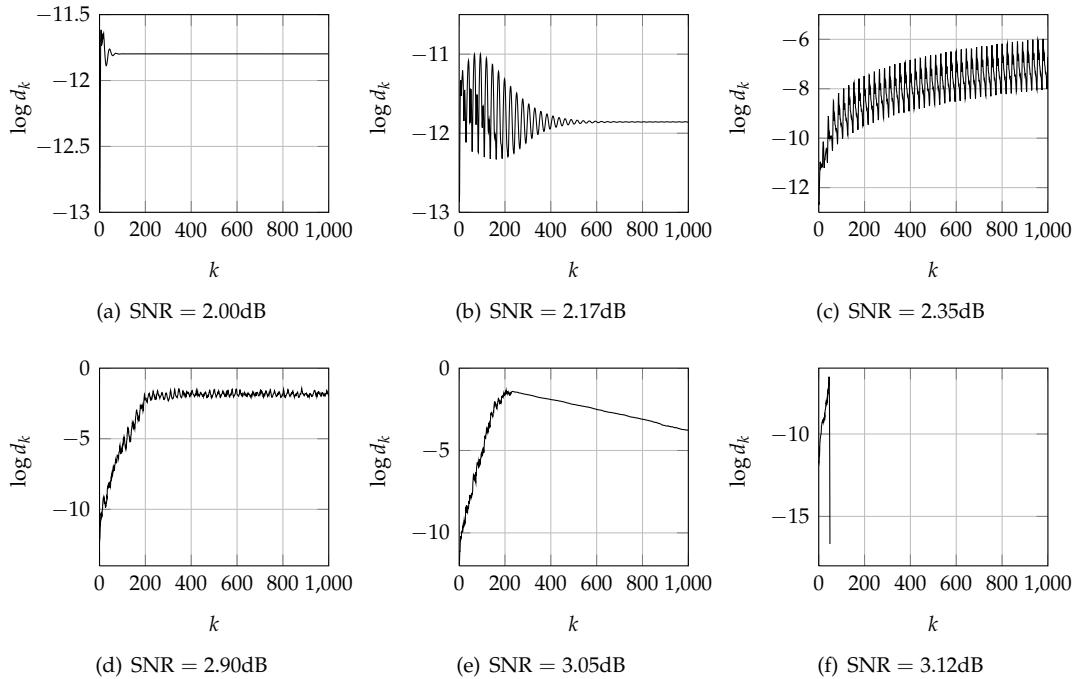 −11.5
−12
−12.5
−13
log d_k
0 200 400 600 800 1,000
k
(a) SNR = 2.00dB
−11
−12
−13
log d_k
0 200 400 600 800 1,000
k
(b) SNR = 2.17dB
−6
−8
−10
−12
log d_k
0 200 400 600 800 1,000
k
(c) SNR = 2.35dB
0
−5
−10
log d_k
0 200 400 600 800 1,000
k
(d) SNR = 2.90dB
0
−5
−10
log d_k
0 200 400 600 800 1,000
k
(e) SNR = 3.05dB
−10
−15
log d_k
0 200 400 600 800 1,000
k
(f) SNR = 3.12dB